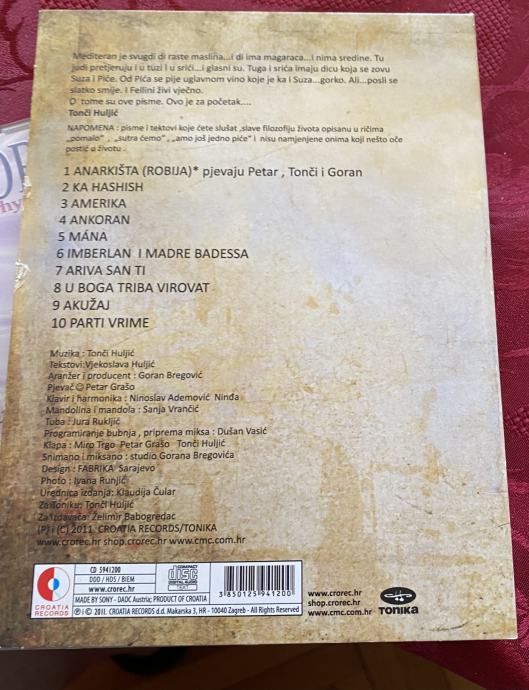 Mediteran je svugdi di raste maslina...i di ima magaraca...i nima sredine. Tu
judi pretjeruju i u tuzi i u srići...i glasni su. Tuga i srića imaju dicu koja se zovu
Suza i Piće. Od Pića se pije uglavnom vino koje je ka i Suza...gorko. Ali...posli se
slatko smije. I Fellini živi vječno.
O tome su ove pisme. Ovo je za početak....
Tonči Huljić
NAPOMENA : pisme i tektovi koje ćete slušat ,slave filozofiju života opisanu u ričima
„pomalo" , „sutra ćemo" , „amo još jedno piće" i nisu namjenjene onima koji nešto oče
postić u životu .
1 ANARKIŠTA (ROBIJA)* pjevaju Petar , Tonči i Goran
2 KA HASHISH
3 AMERIKA
4 ANKORAN
5 MÁNA
6 IMBERLAN I MADRE BADESSA
7 ARIVA SAN TI
8 U BOGA TRIBA VIROVAT
9 AKUŽAJ
10 PARTI VRIME
Muzika : Tonči Huljić
Tekstovi:Vjekoslava Huljić
Aranžer i producent : Goran Bregović
Pjevač☺Petar Grašo
Klavir i harmonika : Ninoslav Ademović Ninđa
Mandolina i mandola : Sanja Vrančić
Tuba : Jura Rukljić
Programiranje bubnja , priprema miksa : Dušan Vasić
Klapa : Miro Trgo Petar Grašo Tonči Huljić
Snimano i miksano : studio Gorana Bregovića
Design : FABRIKA Sarajevo
Photo : Ivana Runjić
Urednica izdanja: Klaudija Čular
Za Toniku: Tonči Huljić
Za izdavača: Želimir Babogredac
(P) i (C) 2011 CROATIA RECORDS/TONIKA
www.crorec.hr shop.crorec.hr www.cmc.com.hr
CROATIA
RECORDS
CD 5941200
DDD / HDS / BIEM
www.crorec.hr
COMPACT
disc
DIGITAL AUDIO
TEXT
MADE BY SONY - DADC Austria; PRODUCT OF CROATIA
3 850125 941200
℗ i © 2011. CROATIA RECORDS d.d. Makarska 3, HR - 10040 Zagreb - All Rights Reserved
www.crorec.hr
shop.crorec.hr
www.cmc.com.hr
TONIKA